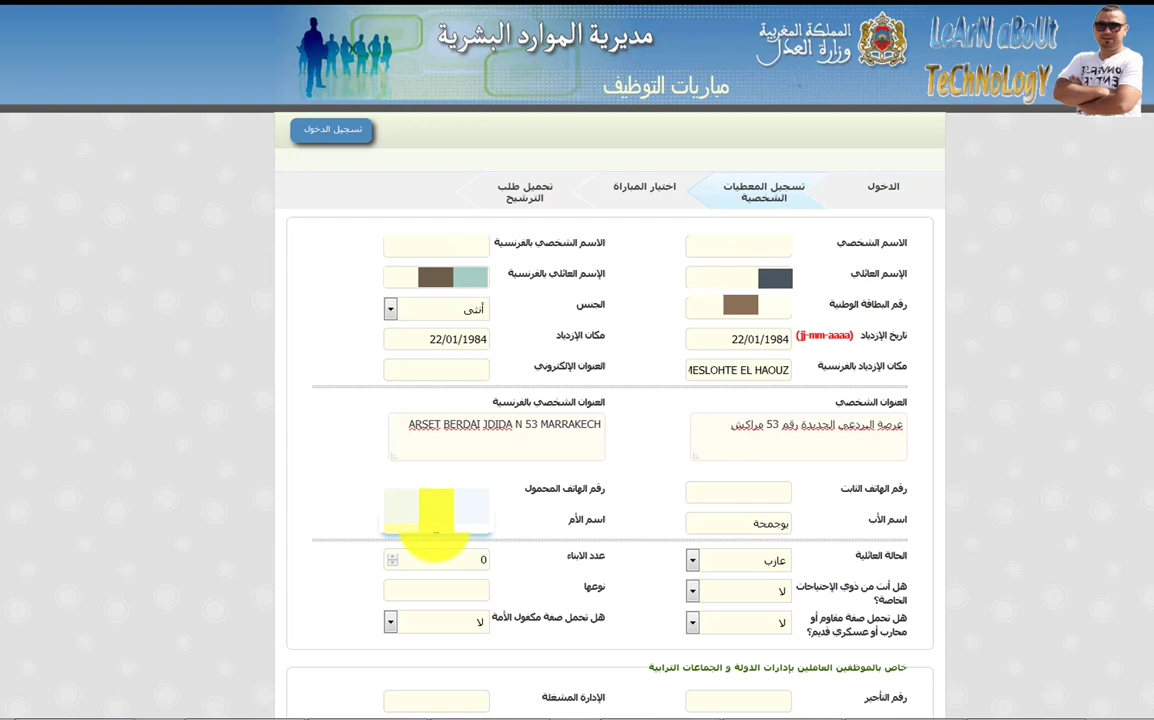 مديرية الموارد البشرية
المملكة المغربية
وزارة العدل
LeArN aBoUt
TeChNoLogY
مباريات التوظيف
تسجيل الدخول
الدخول
تسجيل المعطيات الشخصية
اختيار المباراة
تحميل طلب الترشيح
الاسم الشخصي
الاسم الشخصي بالفرنسية
الإسم العائلي
الإسم العائلي بالفرنسية
رقم البطاقة الوطنية
الجنس
أنثى
تاريخ الإزدياد (jj-mm-aaaa)
22/01/1984
مكان الإزدياد
22/01/1984
مكان الإزدياد بالفرنسية
MESLOHTE EL HAOUZ
العنوان الإلكتروني
العنوان الشخصي
العنوان الشخصي بالفرنسية
عرصة البردعي الجديدة رقم 53 مراكش
ARSET BERDAI JDIDA N 53 MARRAKECH
رقم الهاتف الثابت
رقم الهاتف المحمول
اسم الأب
بوجمحة
اسم الأم
الحالة العائلية
عازب
عدد الابناء
0
هل أنت من ذوي الإحتياجات الخاصة؟
لا
نوعها
هل تحمل صفة مقاوم أو محارب أو عسكري قديم؟
لا
هل تحمل صفة مكفول الأمة
لا
خاص بالموظفين العاملين بإدارات الدولة و الجماعات الترابية
رقم التأجير
الإدارة المشغلة